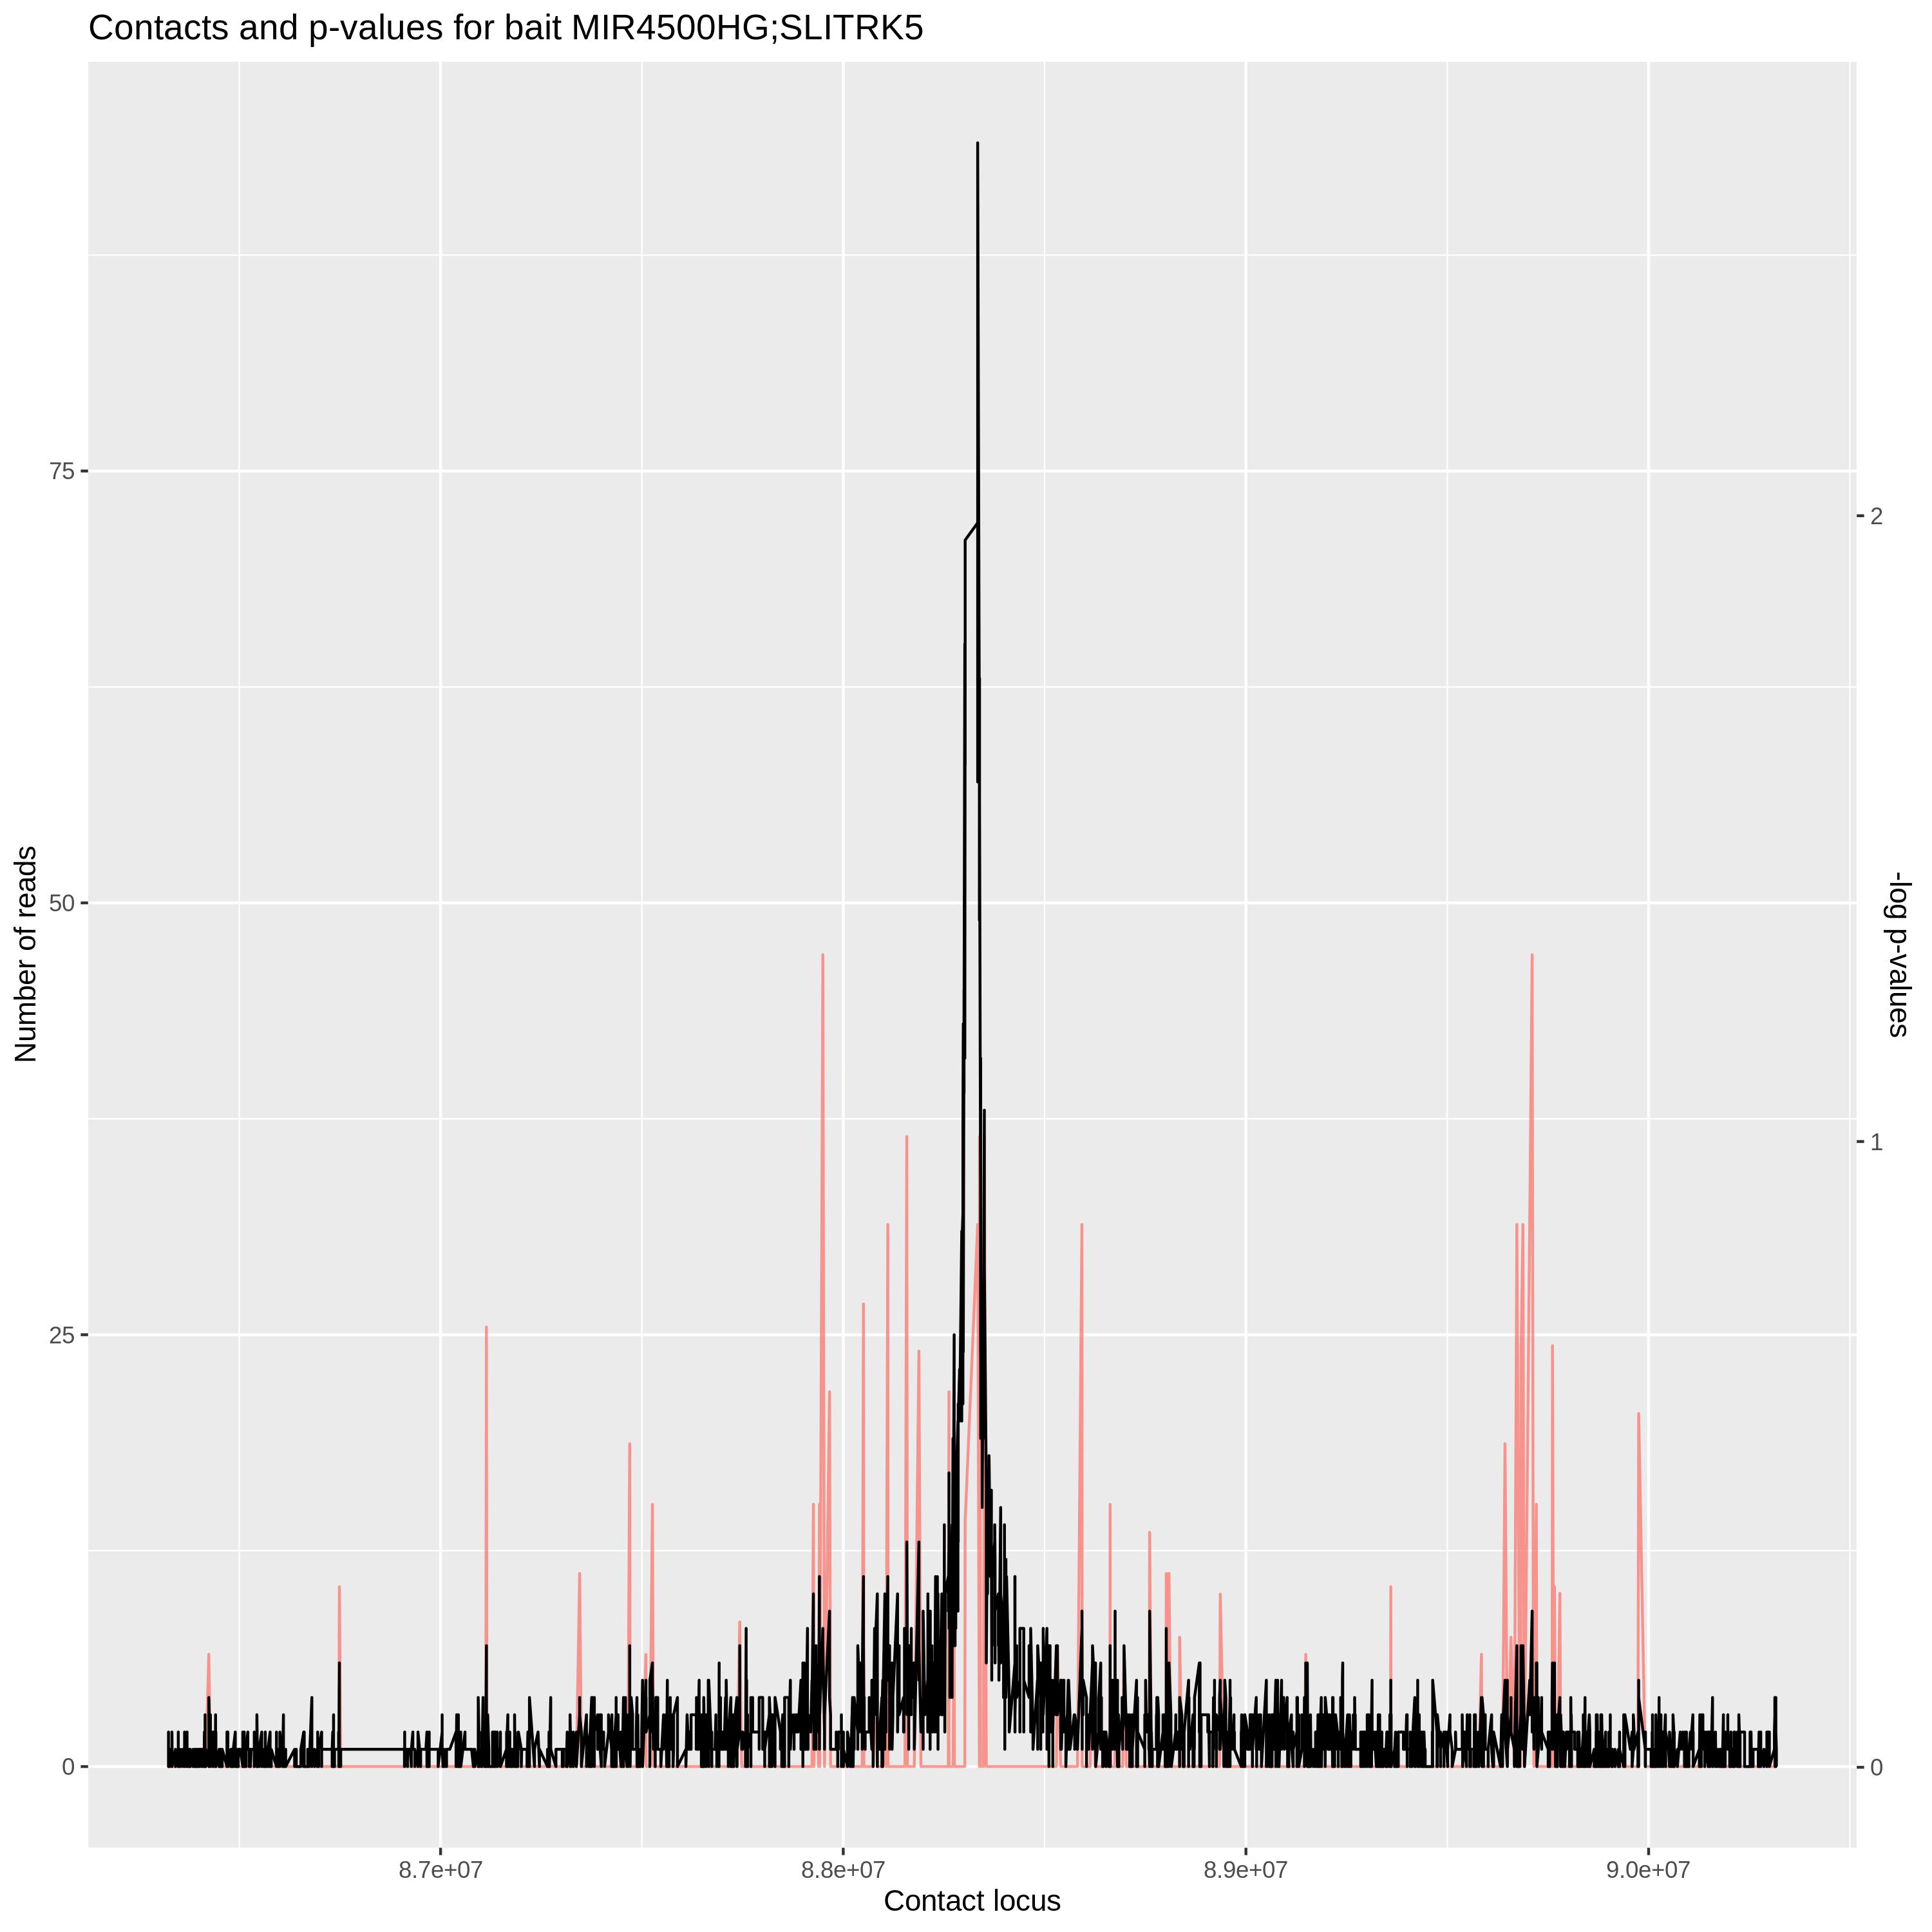 Contacts and p-values for bait MIR4500HG;SLITRK5
75
50
25
0
2
1
0
Number of reads
-log p-values
8.7e+07 8.8e+07 8.9e+07 9.0e+07
Contact locus